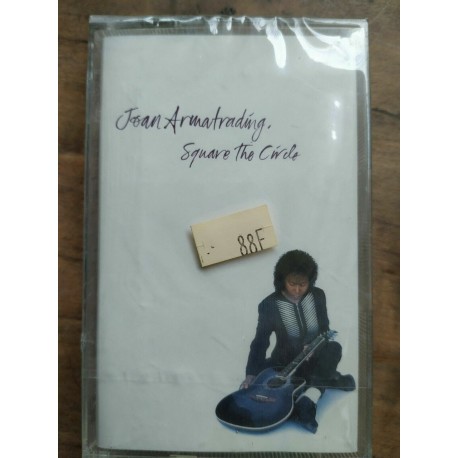 Joan Armatrading.
Square The Circle
88F